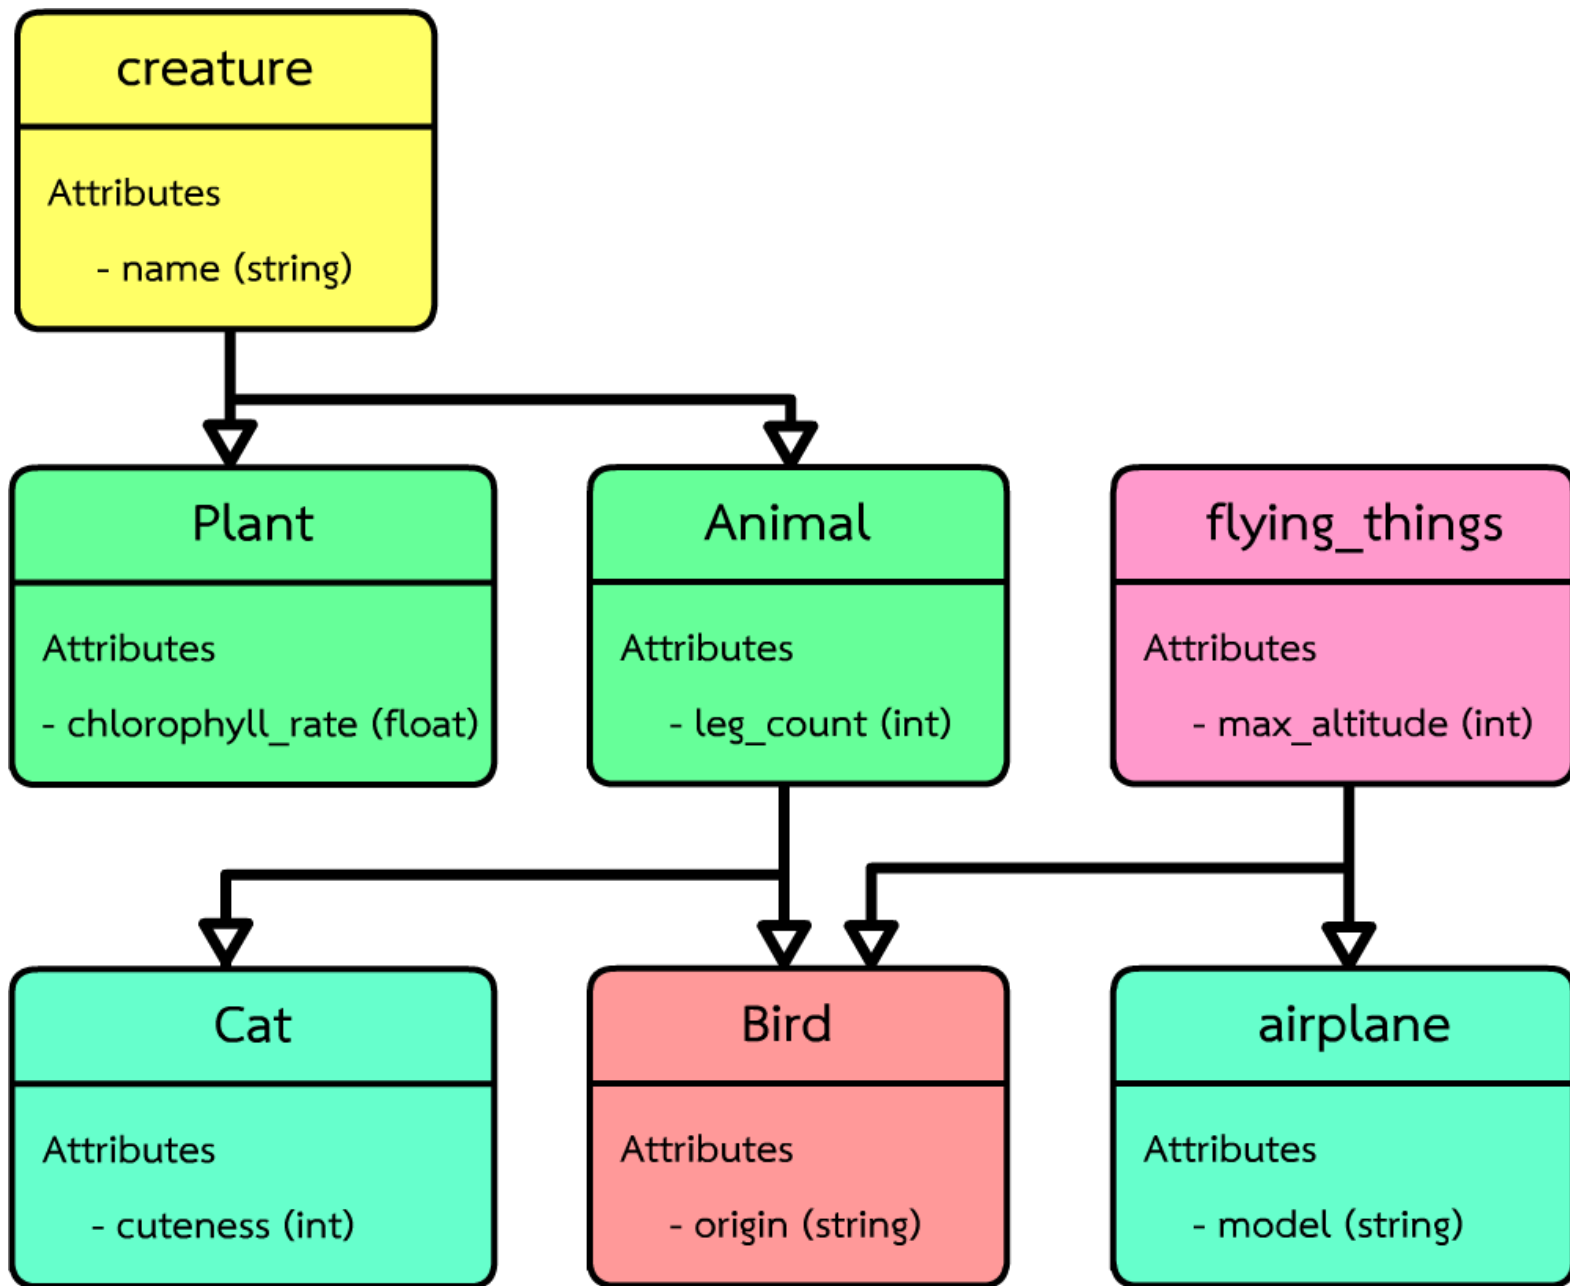 creature
Attributes
- name (string)
Plant
Attributes
- chlorophyll_rate (float)
Animal
Attributes
- leg_count (int)
flying_things
Attributes
- max_altitude (int)
Cat
Attributes
- cuteness (int)
Bird
Attributes
- origin (string)
airplane
Attributes
- model (string)